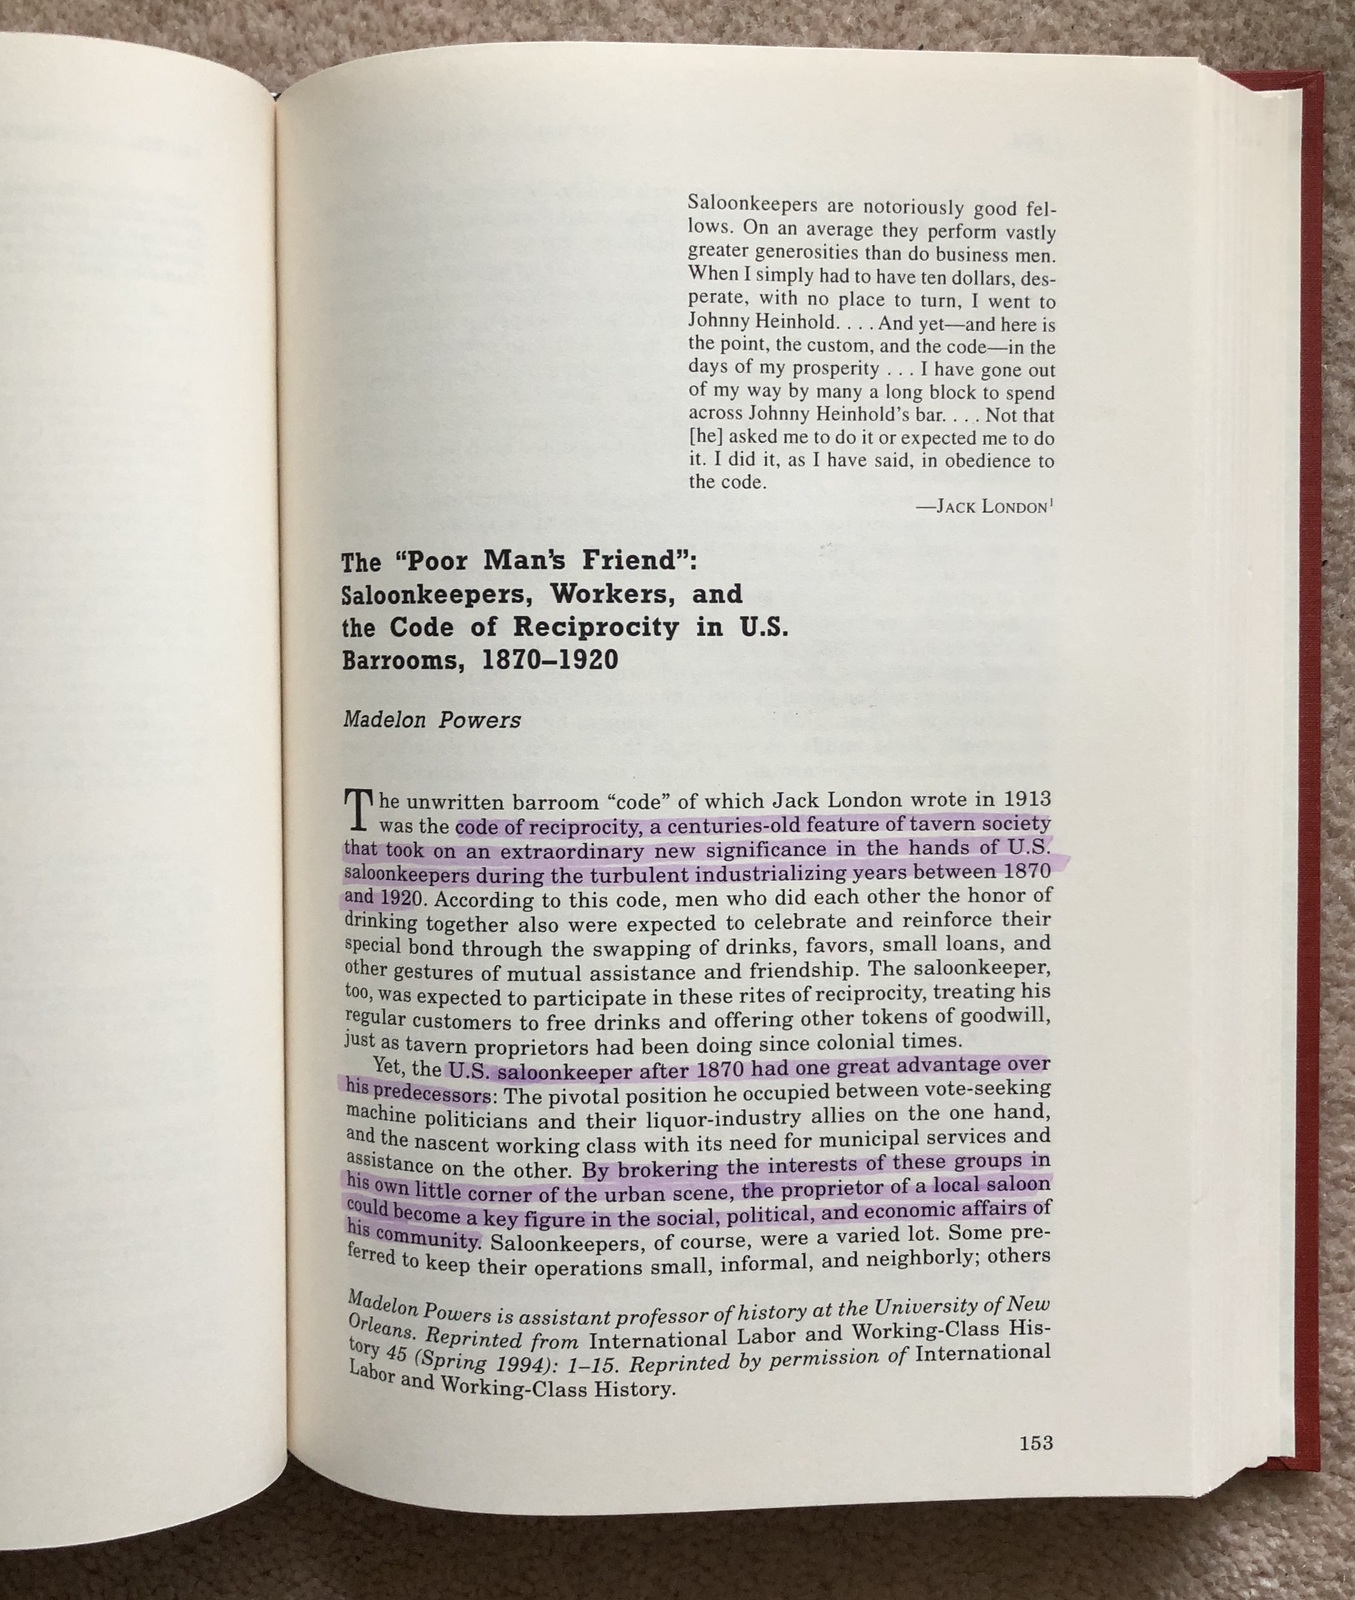 Saloonkeepers are notoriously good fel-
lows. On an average they perform vastly
greater generosities than do business men.
When I simply had to have ten dollars, des-
perate, with no place to turn, I went to
Johnny Heinhold. . . . And yet—and here is
the point, the custom, and the code—in the
days of my prosperity . . . I have gone out
of my way by many a long block to spend
across Johnny Heinhold's bar. . . . Not that
[he] asked me to do it or expected me to do
it. I did it, as I have said, in obedience to
the code.
—JACK LONDON¹
The “Poor Man's Friend”:
Saloonkeepers, Workers, and
the Code of Reciprocity in U.S.
Barrooms, 1870–1920
Madelon Powers
The unwritten barroom “code” of which Jack London wrote in 1913
was the code of reciprocity, a centuries-old feature of tavern society
that took on an extraordinary new significance in the hands of U.S.
saloonkeepers during the turbulent industrializing years between 1870
and 1920. According to this code, men who did each other the honor of
drinking together also were expected to celebrate and reinforce their
special bond through the swapping of drinks, favors, small loans, and
other gestures of mutual assistance and friendship. The saloonkeeper,
too, was expected to participate in these rites of reciprocity, treating his
regular customers to free drinks and offering other tokens of goodwill,
just as tavern proprietors had been doing since colonial times.
Yet, the U.S. saloonkeeper after 1870 had one great advantage over
his predecessors: The pivotal position he occupied between vote-seeking
machine politicians and their liquor-industry allies on the one hand,
and the nascent working class with its need for municipal services and
assistance on the other. By brokering the interests of these groups in
his own little corner of the urban scene, the proprietor of a local saloon
could become a key figure in the social, political, and economic affairs of
his community. Saloonkeepers, of course, were a varied lot. Some pre-
ferred to keep their operations small, informal, and neighborly; others
Madelon Powers is assistant professor of history at the University of New
Orleans. Reprinted from International Labor and Working-Class His-
tory 45 (Spring 1994): 1–15. Reprinted by permission of International
Labor and Working-Class History.
153